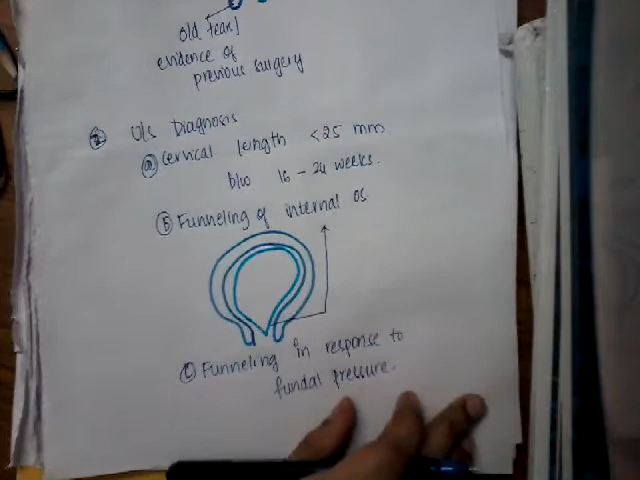 old tear /
evidence of
previous surgery
② U/s Diagnosis
ⓐ Cervical length < 25 mm
b/w 16 - 24 weeks.
ⓑ Funneling of internal os
ⓒ Funneling in response to
fundal pressure.